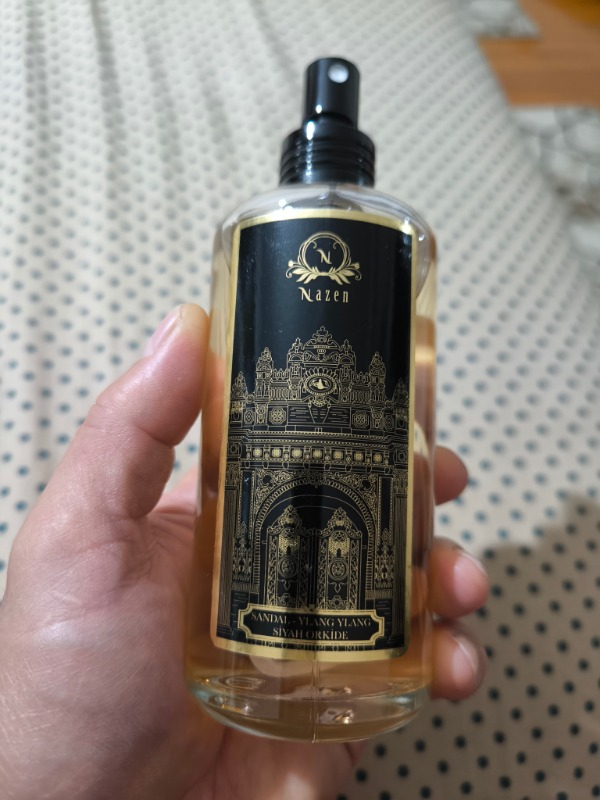 N
Nazen
SANDAL - YLANG YLANG
SİYAH ORKİDE